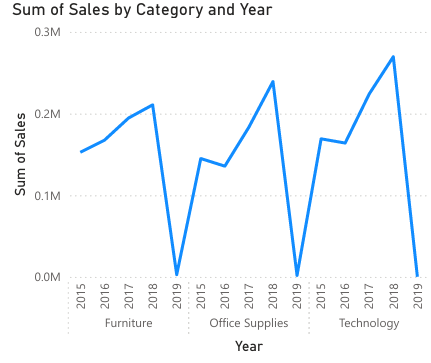 Sum of Sales by Category and Year
Sum of Sales
0.3M
0.2M
0.1M
0.0M
2015 2016 2017 2018 2019 2015 2016 2017 2018 2019 2015 2016 2017 2018 2019
Furniture Office Supplies Technology
Year